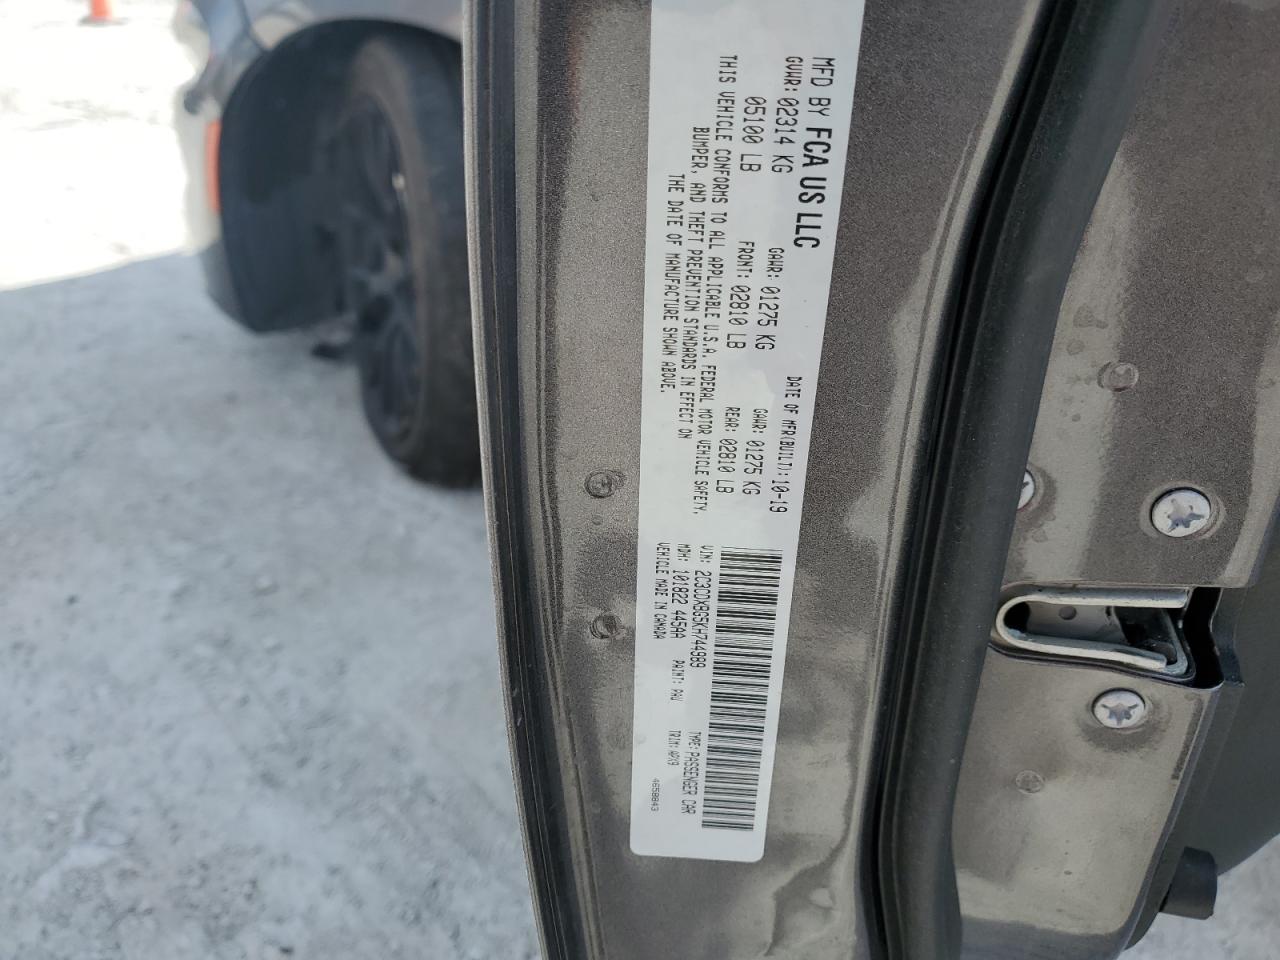 MFD BY FCA US LLC
DATE OF MFR(BUILT): 10-19
GVWR: 02314 KG GAWR: 01275 KG GAWR: 01275 KG
05100 LB FRONT: 02810 LB REAR: 02810 LB
THIS VEHICLE CONFORMS TO ALL APPLICABLE U.S.A. FEDERAL MOTOR VEHICLE SAFETY,
BUMPER, AND THEFT PREVENTION STANDARDS IN EFFECT ON
THE DATE OF MANUFACTURE SHOWN ABOVE.
VIN: 2C3CDXBG5KH744989 TYPE: PASSENGER CAR
MDH: 101822 445AA PAINT: PAU TRIM: APX9
VEHICLE MADE IN CANADA 4658843